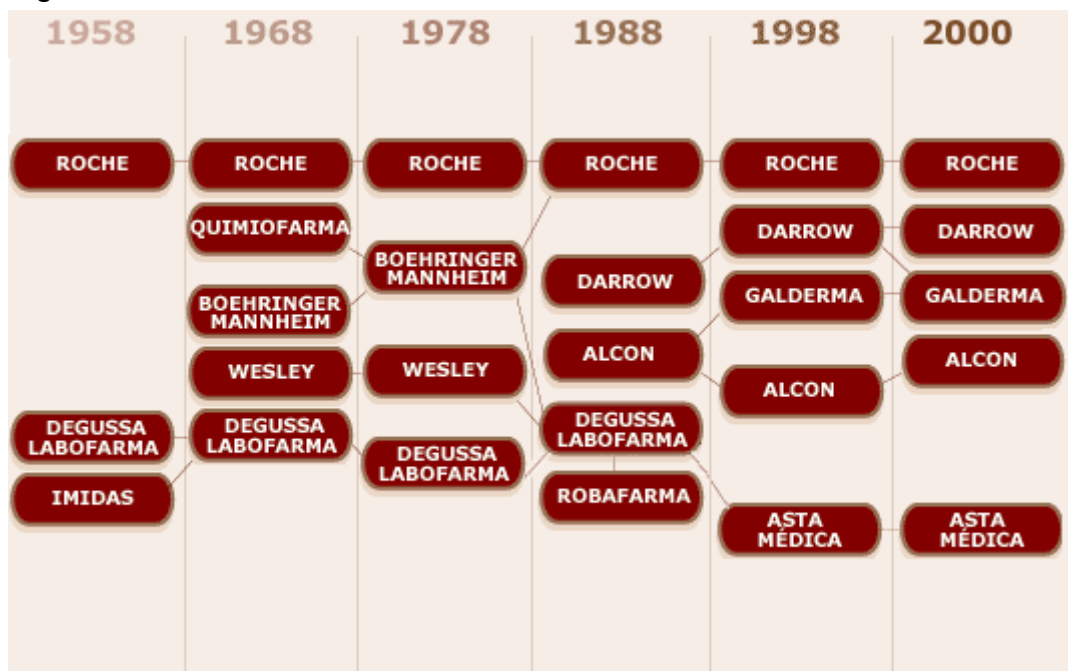 1958 1968 1978 1988 1998 2000
ROCHE ROCHE ROCHE ROCHE ROCHE ROCHE
QUIMIOFARMA
BOEHRINGER
MANNHEIM
DARROW
DARROW
DARROW
BOEHRINGER
MANNHEIM
GALDERMA
GALDERMA
WESLEY
WESLEY
ALCON
ALCON
ALCON
DEGUSSA
LABOFARMA
DEGUSSA
LABOFARMA
DEGUSSA
LABOFARMA
DEGUSSA
LABOFARMA
IMIDAS
ROBAFARMA
ASTA
MÉDICA
ASTA
MÉDICA